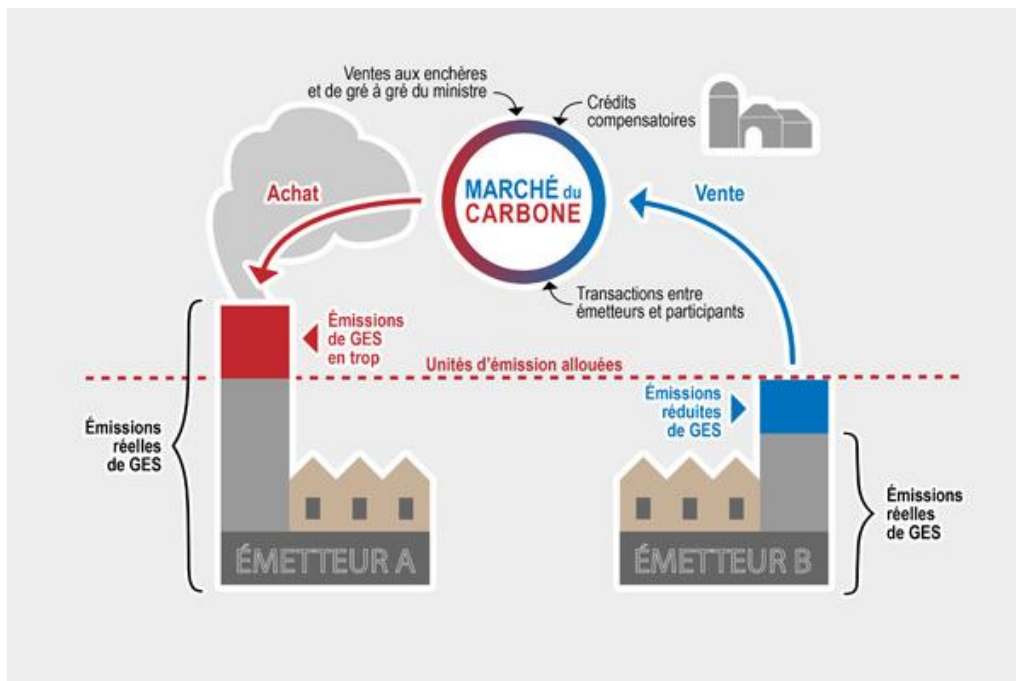 Ventes aux enchères
et de gré à gré du ministre
Crédits
compensatoires
Achat
MARCHÉ du
CARBONE
Vente
Transactions entre
émetteurs et participants
Émissions
de GES
en trop
Unités d'émission allouées
Émissions
réduites
de GES
Émissions
réelles
de GES
Émissions
réelles
de GES
ÉMETTEUR A
ÉMETTEUR B